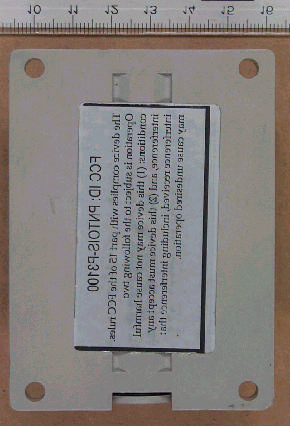 10 11 12 13 14 15 16
FCC ID:
The device complies with part 15 of the FCC rules:
Operation is subject to the following two
conditions: (1) this device may not cause harmful
interference, and (2) this device must accept any
interference received, including interference that
may cause undesired operation.